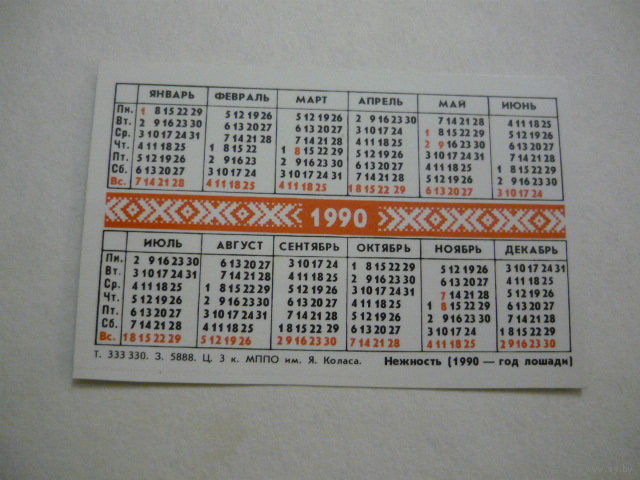 ЯНВАРЬ ФЕВРАЛЬ МАРТ АПРЕЛЬ МАЙ ИЮНЬ
Пн. 1 8 15 22 29 5 12 19 26 5 12 19 26 2 9 16 23 30 7 14 21 28 4 11 18 25
Вт. 2 9 16 23 30 6 13 20 27 6 13 20 27 3 10 17 24 1 8 15 22 29 5 12 19 26
Ср. 3 10 17 24 31 7 14 21 28 7 14 21 28 4 11 18 25 2 9 16 23 30 6 13 20 27
Чт. 4 11 18 25 1 8 15 22 1 8 15 22 29 5 12 19 26 3 10 17 24 31 7 14 21 28
Пт. 5 12 19 26 2 9 16 23 2 9 16 23 30 6 13 20 27 4 11 18 25 1 8 15 22 29
Сб. 6 13 20 27 3 10 17 24 3 10 17 24 31 7 14 21 28 5 12 19 26 2 9 16 23 30
Вс. 7 14 21 28 4 11 18 25 4 11 18 25 1 8 15 22 29 6 13 20 27 3 10 17 24
1990
ИЮЛЬ АВГУСТ СЕНТЯБРЬ ОКТЯБРЬ НОЯБРЬ ДЕКАБРЬ
Пн. 2 9 16 23 30 6 13 20 27 3 10 17 24 1 8 15 22 29 5 12 19 26 3 10 17 24 31
Вт. 3 10 17 24 31 7 14 21 28 4 11 18 25 2 9 16 23 30 6 13 20 27 4 11 18 25
Ср. 4 11 18 25 1 8 15 22 29 5 12 19 26 3 10 17 24 31 7 14 21 28 5 12 19 26
Чт. 5 12 19 26 2 9 16 23 30 6 13 20 27 4 11 18 25 1 8 15 22 29 6 13 20 27
Пт. 6 13 20 27 3 10 17 24 31 7 14 21 28 5 12 19 26 2 9 16 23 30 7 14 21 28
Сб. 7 14 21 28 4 11 18 25 1 8 15 22 29 6 13 20 27 3 10 17 24 1 8 15 22 29
Вс. 1 8 15 22 29 5 12 19 26 2 9 16 23 30 7 14 21 28 4 11 18 25 2 9 16 23 30
Т. 333 330. З. 5888. Ц. 3 к. МППО им. Я. Коласа. Нежность (1990 — год лошади)